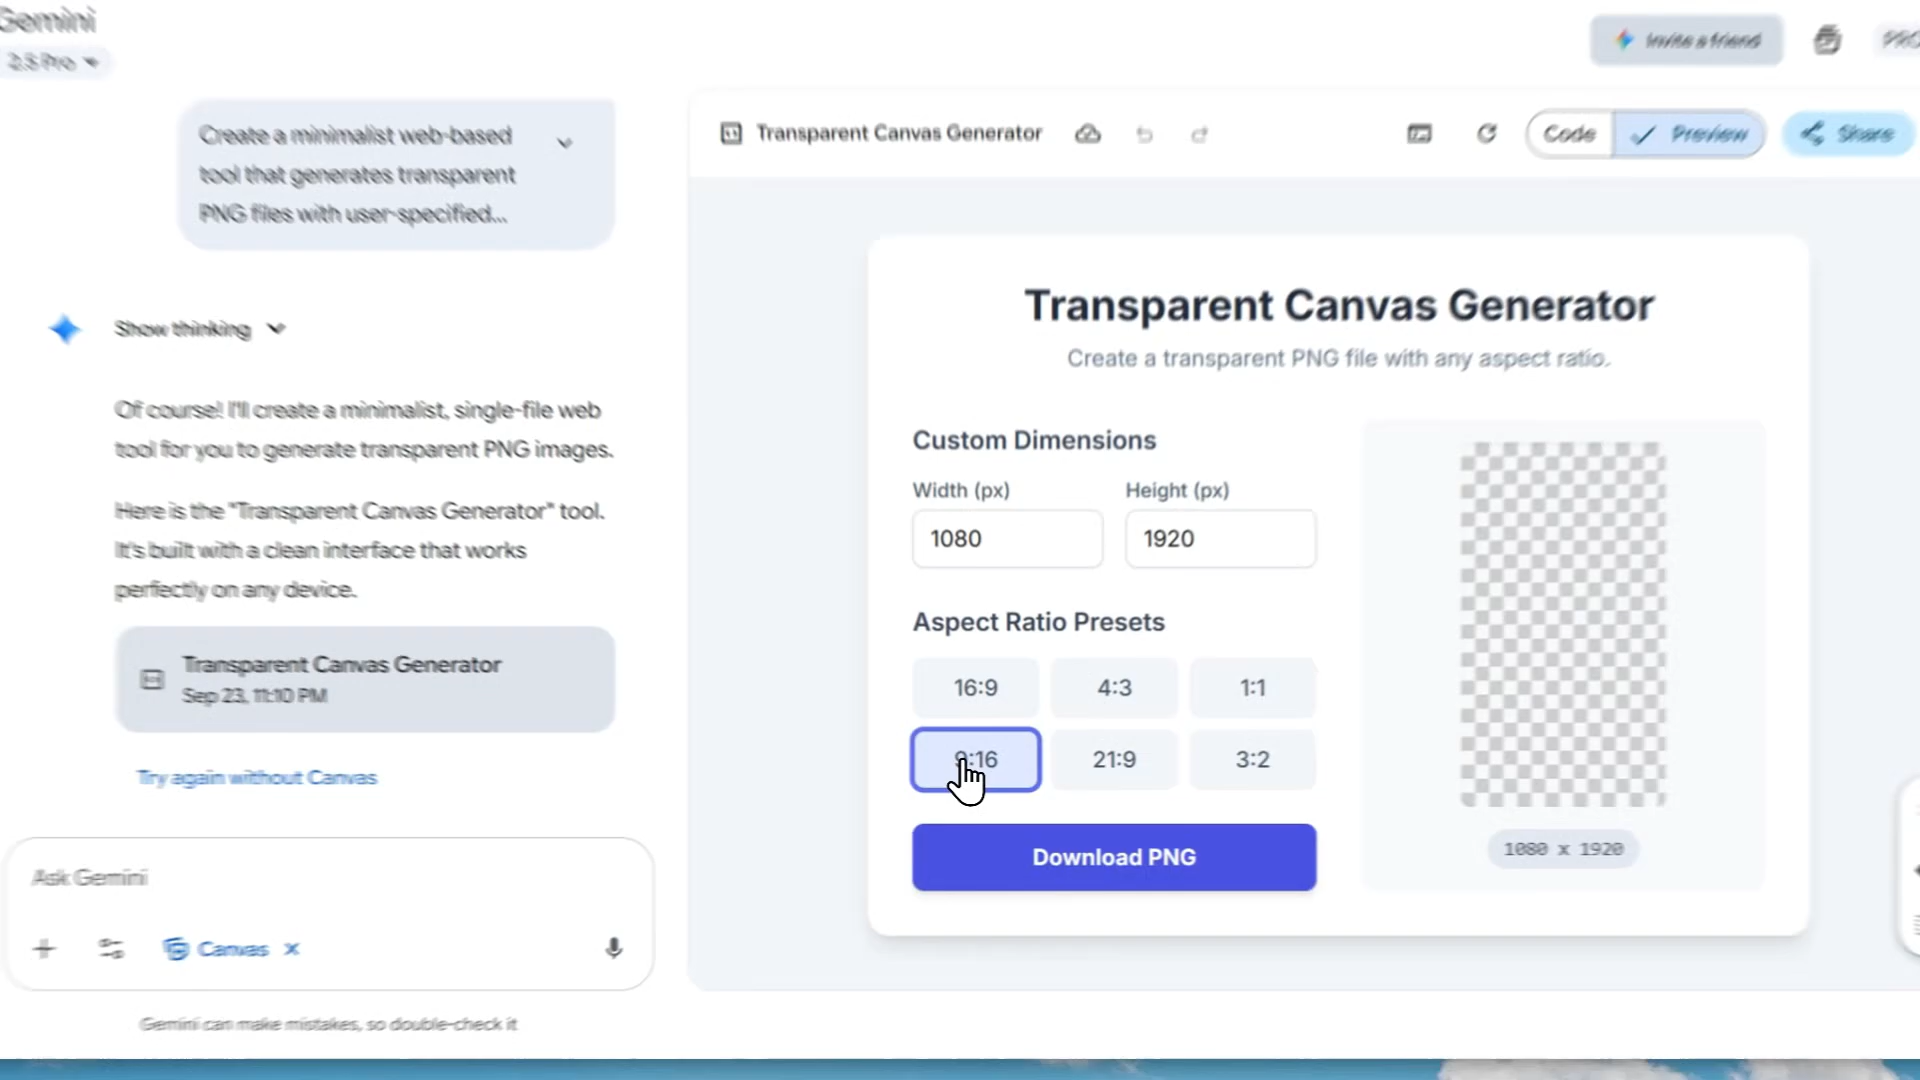 Gemini
2.5 Pro
Invite a friend
PRO
Create a minimalist web-based
tool that generates transparent
PNG files with user-specified...
Show thinking
Of course! I'll create a minimalist, single-file web
tool for you to generate transparent PNG images.
Here is the "Transparent Canvas Generator" tool.
It's built with a clean interface that works
perfectly on any device.
Transparent Canvas Generator
Sep 23, 11:10 PM
Try again without Canvas
Ask Gemini
Canvas
Gemini can make mistakes, so double-check it
Transparent Canvas Generator
Code
Preview
Share
Transparent Canvas Generator
Create a transparent PNG file with any aspect ratio.
Custom Dimensions
Width (px)
Height (px)
1080
1920
Aspect Ratio Presets
16:9
4:3
1:1
9:16
21:9
3:2
Download PNG
1080 x 1920